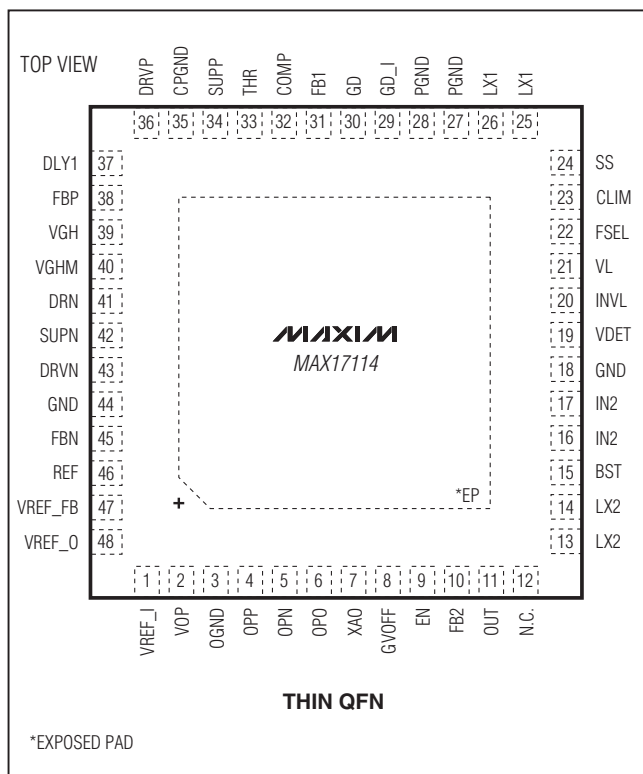 TOP VIEW
DRVP CPGND SUPP THR COMP FB1 GD GD_I PGND PGND LX1 LX1
36 35 34 33 32 31 30 29 28 27 26 25
DLY1 37 24 SS
FBP 38 23 CLIM
VGH 39 22 FSEL
VGHM 40 21 VL
DRN 41 20 INVL
SUPN 42 19 VDET
DRVN 43 18 GND
GND 44 17 IN2
FBN 45 16 IN2
REF 46 15 BST
VREF_FB 47 14 LX2
VREF_O 48 13 LX2
MAXIM
MAX17114
+
*EP
1 2 3 4 5 6 7 8 9 10 11 12
VREF_I VOP OGND OPP OPN OPO XAO GVOFF EN FB2 OUT N.C.
THIN QFN
*EXPOSED PAD